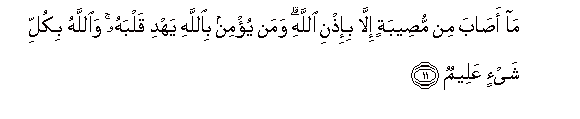 مَآ أَصَابَ مِن مُّصِيبَةٍ إِلَّا بِإِذْنِ ٱللَّهِ ۗ وَمَن يُؤْمِنۢ بِٱللَّهِ يَهْدِ قَلْبَهُۥ ۚ وَٱللَّهُ بِكُلِّ
شَىْءٍ عَلِيمٌ ۝١١